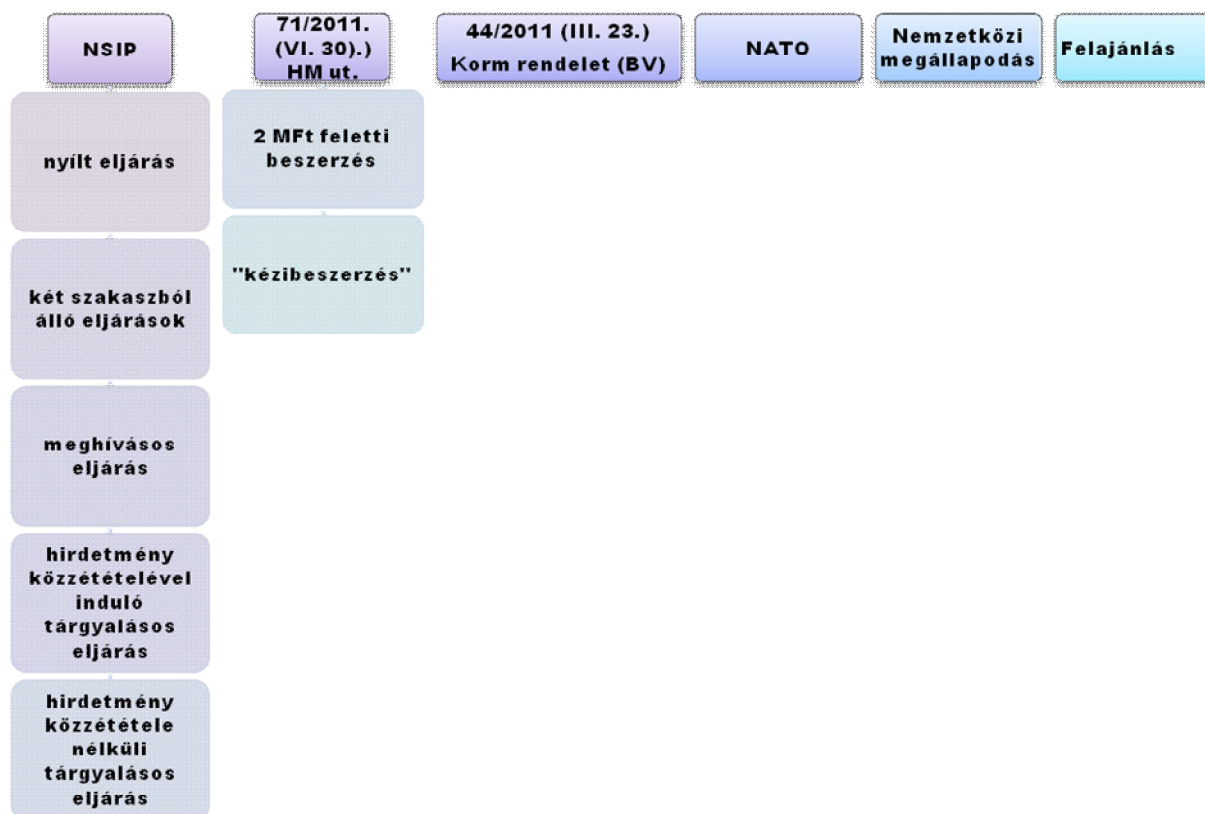 NSIP
nyílt eljárás
két szakaszból
álló eljárások
meghívásos
eljárás
hirdetmény
közzétételével
induló
tárgyalásos
eljárás
hirdetmény
közzététele
nélküli
tárgyalásos
eljárás
71/2011.
(VI. 30).)
HM ut.
2 MFt feletti
beszerzés
"kézibeszerzés"
44/2011 (III. 23.)
Korm rendelet (BV)
NATO
Nemzetközi
megállapodás
Felajánlás